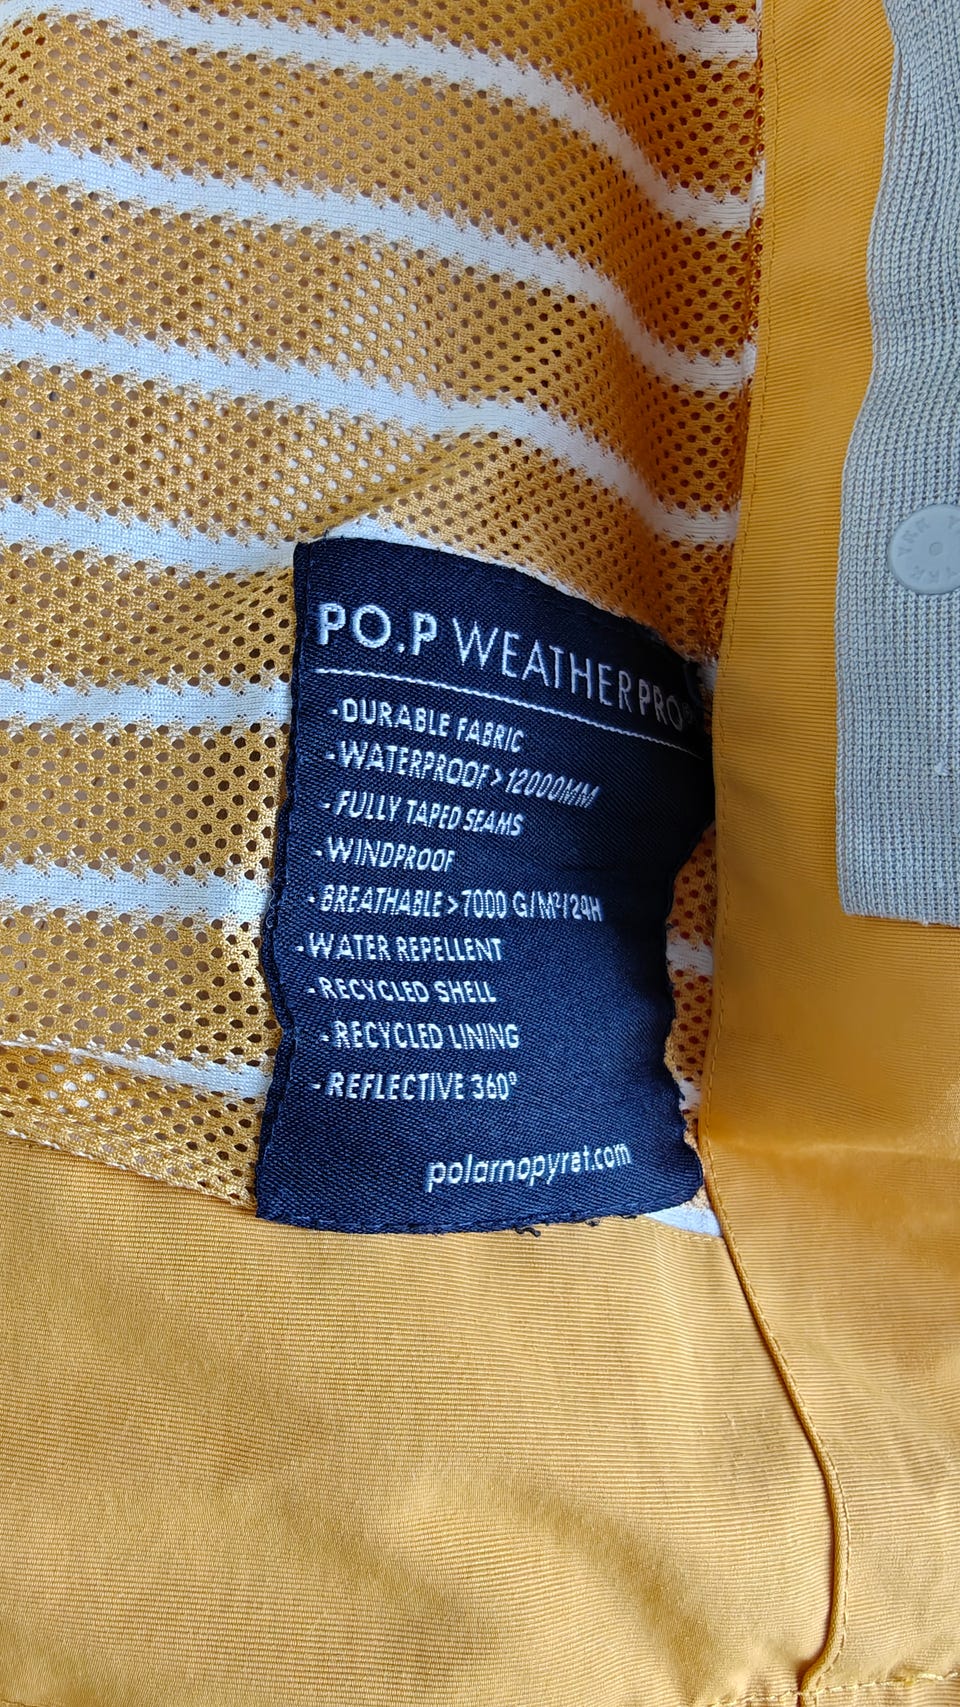 PO.P WEATHERPRO®
-DURABLE FABRIC
-WATERPROOF>12000MM
-FULLY TAPED SEAMS
-WINDPROOF
-BREATHABLE>7000 G/M²/24H
-WATER REPELLENT
-RECYCLED SHELL
-RECYCLED LINING
-REFLECTIVE 360°
polarnopyret.com